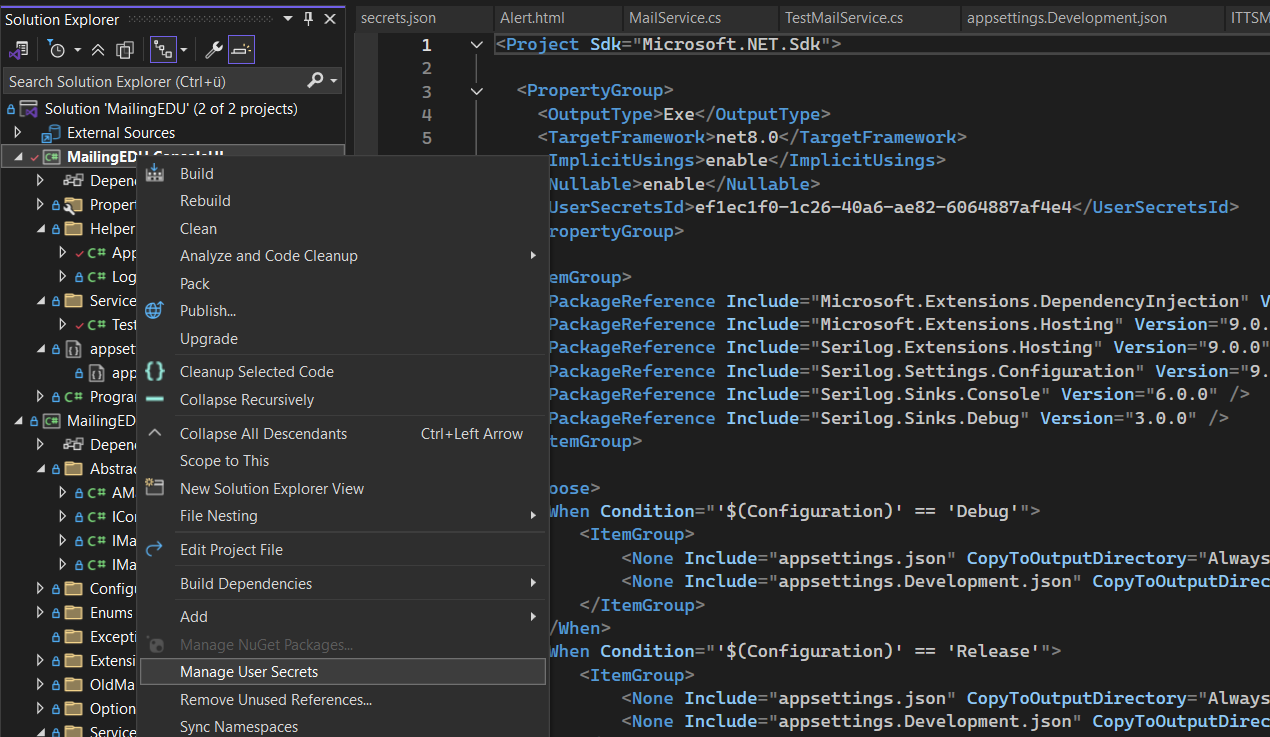 Solution Explorer
Search Solution Explorer (Ctrl+ü)
Solution 'MailingEDU' (2 of 2 projects)
External Sources
MailingEDU.ConsoleUI
Depen
Propert
Helper
C# App
C# Log
Service
C# Test
appset
app
C# Progra
MailingED
Depen
Abstrac
C# AM
C# ICo
C# IMa
C# IMa
Configu
Enums
Excepti
Extensi
OldMa
Option
Service
Build
Rebuild
Clean
Analyze and Code Cleanup
Pack
Publish...
Upgrade
Cleanup Selected Code
Collapse Recursively
Collapse All Descendants Ctrl+Left Arrow
Scope to This
New Solution Explorer View
File Nesting
Edit Project File
Build Dependencies
Add
Manage NuGet Packages...
Manage User Secrets
Remove Unused References...
Sync Namespaces
secrets.json Alert.html MailService.cs TestMailService.cs appsettings.Development.json ITTSM
1 <Project Sdk="Microsoft.NET.Sdk">
2
3 <PropertyGroup>
4 <OutputType>Exe</OutputType>
5 <TargetFramework>net8.0</TargetFramework>
ImplicitUsings>enable</ImplicitUsings>
Nullable>enable</Nullable>
UserSecretsId>ef1ec1f0-1c26-40a6-ae82-6064887af4e4</UserSecretsId>
ropertyGroup>
emGroup>
PackageReference Include="Microsoft.Extensions.DependencyInjection" V
PackageReference Include="Microsoft.Extensions.Hosting" Version="9.0.
PackageReference Include="Serilog.Extensions.Hosting" Version="9.0.0"
PackageReference Include="Serilog.Settings.Configuration" Version="9.
PackageReference Include="Serilog.Sinks.Console" Version="6.0.0" />
PackageReference Include="Serilog.Sinks.Debug" Version="3.0.0" />
temGroup>
oose>
When Condition="'$(Configuration)' == 'Debug'">
<ItemGroup>
<None Include="appsettings.json" CopyToOutputDirectory="Always
<None Include="appsettings.Development.json" CopyToOutputDirec
</ItemGroup>
/When>
When Condition="'$(Configuration)' == 'Release'">
<ItemGroup>
<None Include="appsettings.json" CopyToOutputDirectory="Always
<None Include="appsettings.Development.json" CopyToOutputDirec